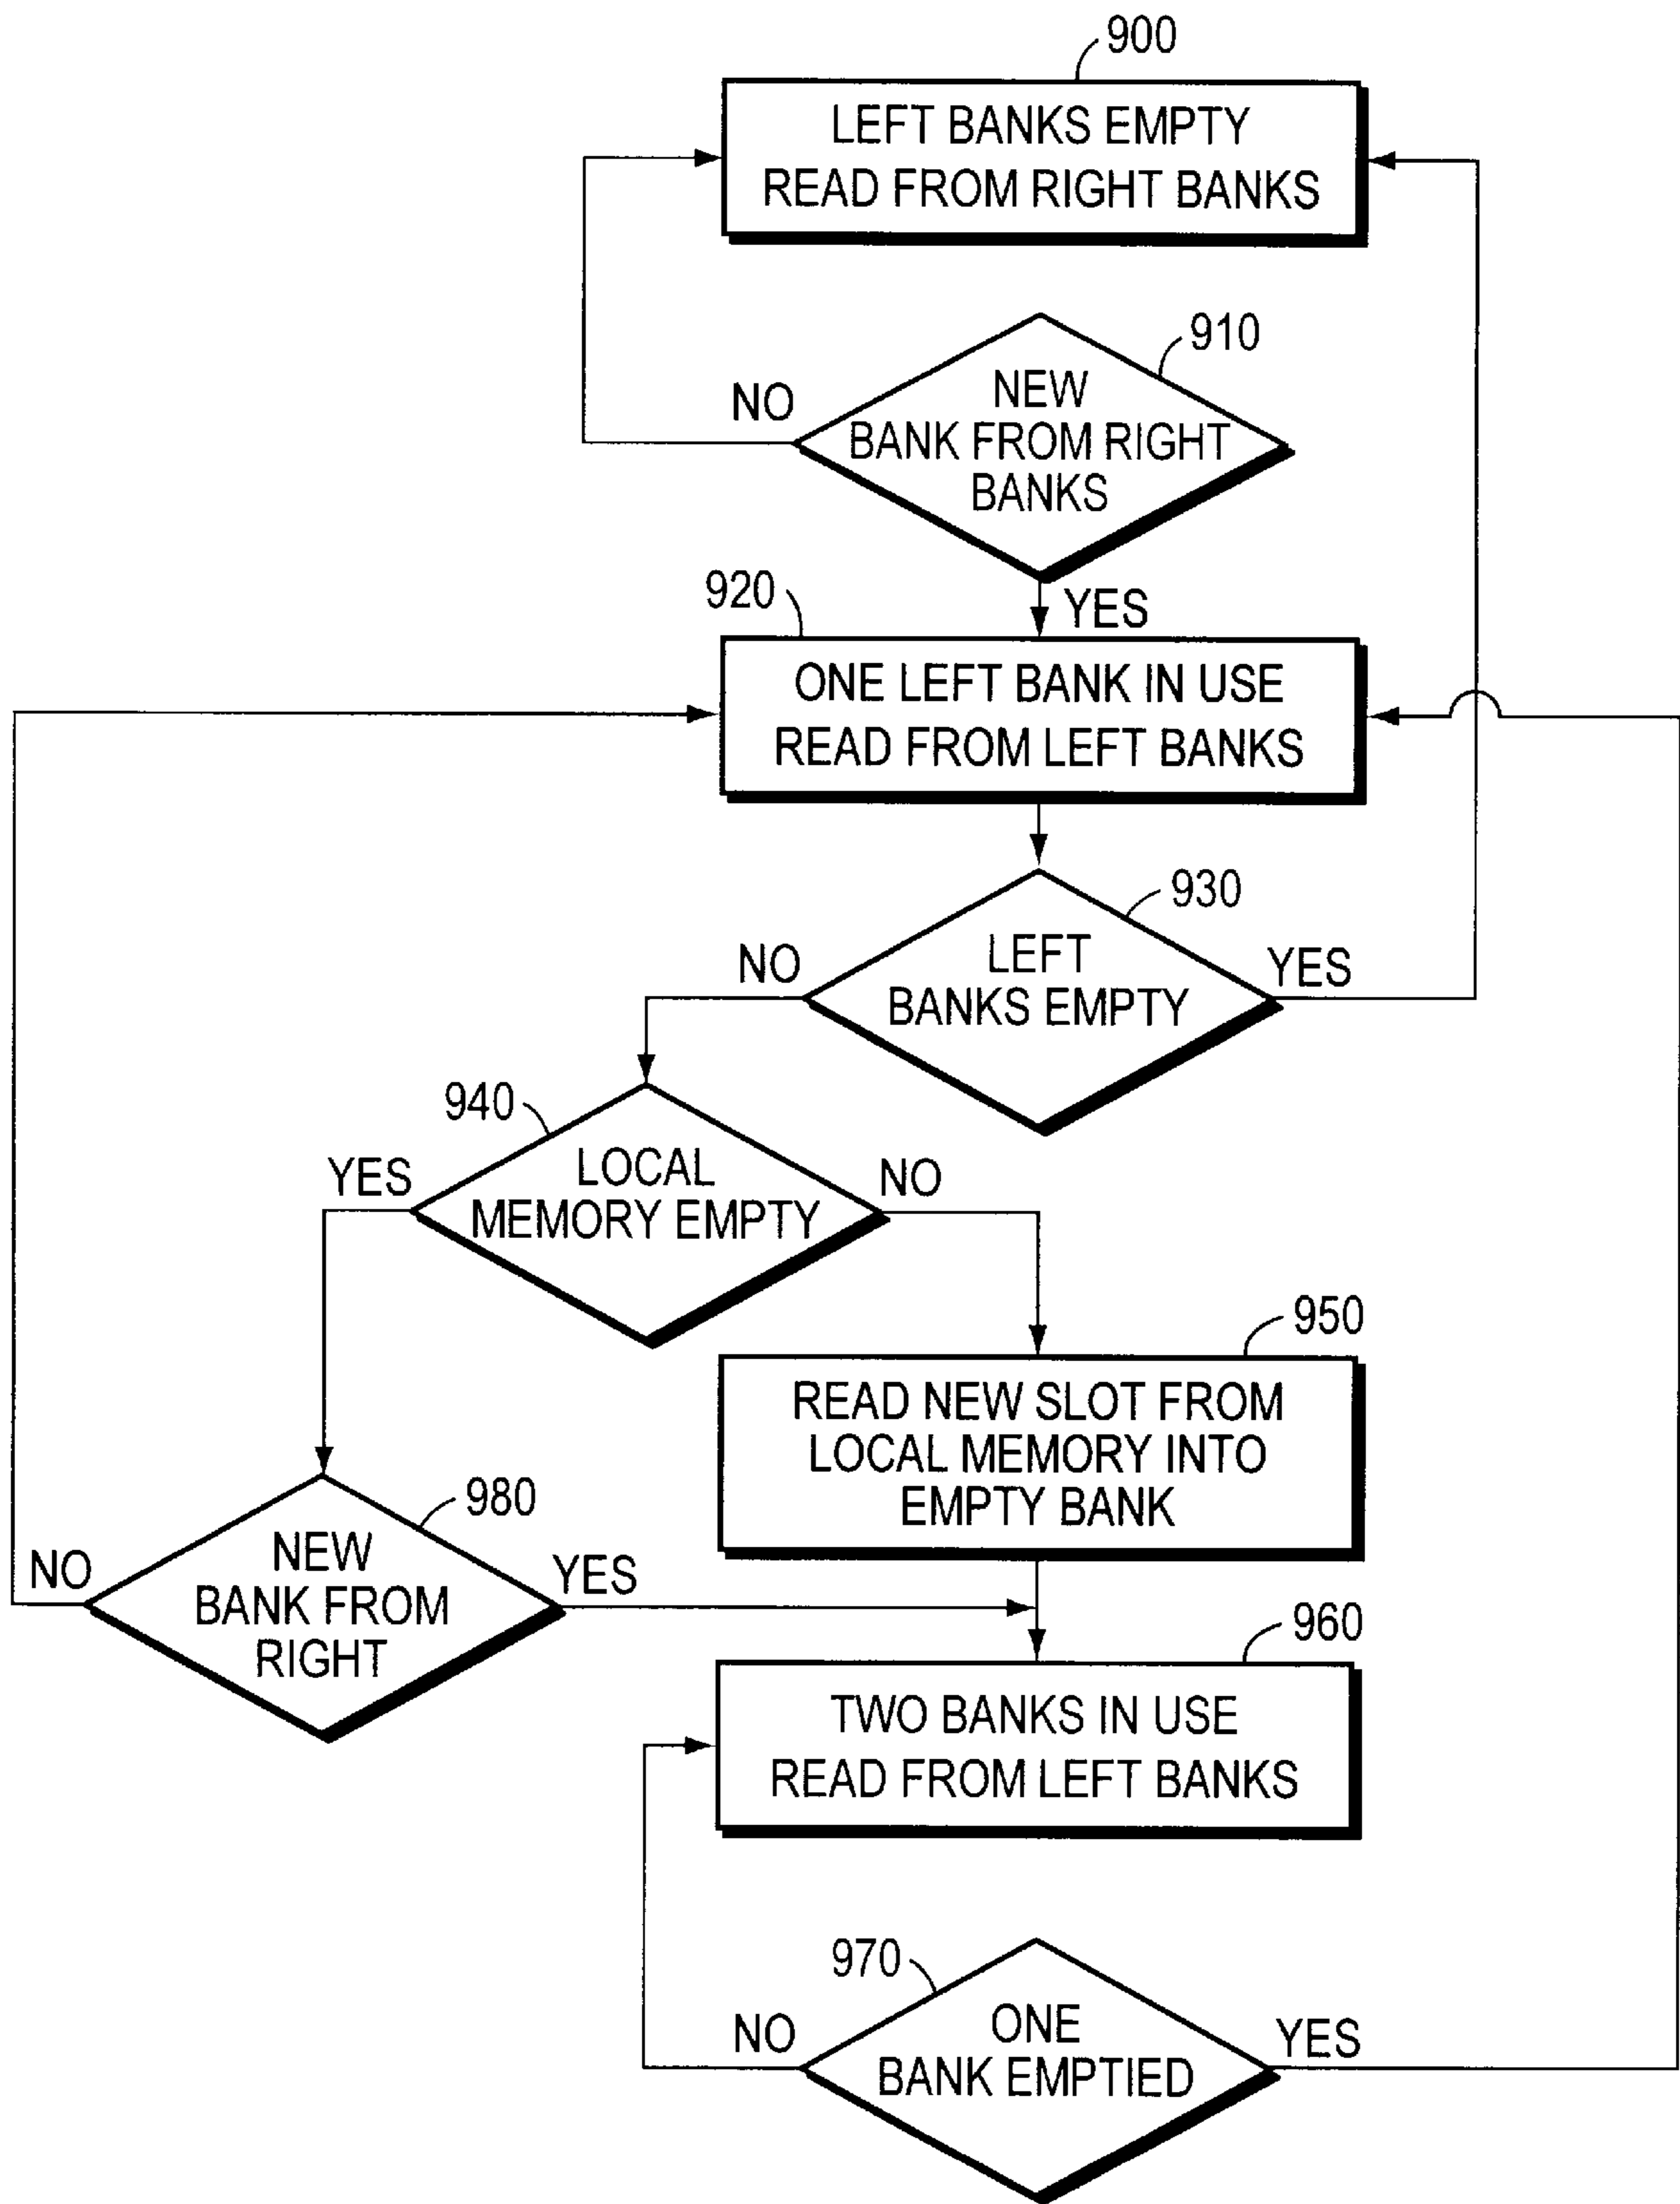 900
LEFT BANKS EMPTY
READ FROM RIGHT BANKS
910
NO
NEW
BANK FROM RIGHT
BANKS
920
YES
ONE LEFT BANK IN USE
READ FROM LEFT BANKS
930
NO
LEFT
BANKS EMPTY
YES
940
YES
LOCAL
MEMORY EMPTY
NO
950
READ NEW SLOT FROM
LOCAL MEMORY INTO
EMPTY BANK
980
NO
NEW
BANK FROM
RIGHT
YES
960
TWO BANKS IN USE
READ FROM LEFT BANKS
970
NO
ONE
BANK EMPTIED
YES